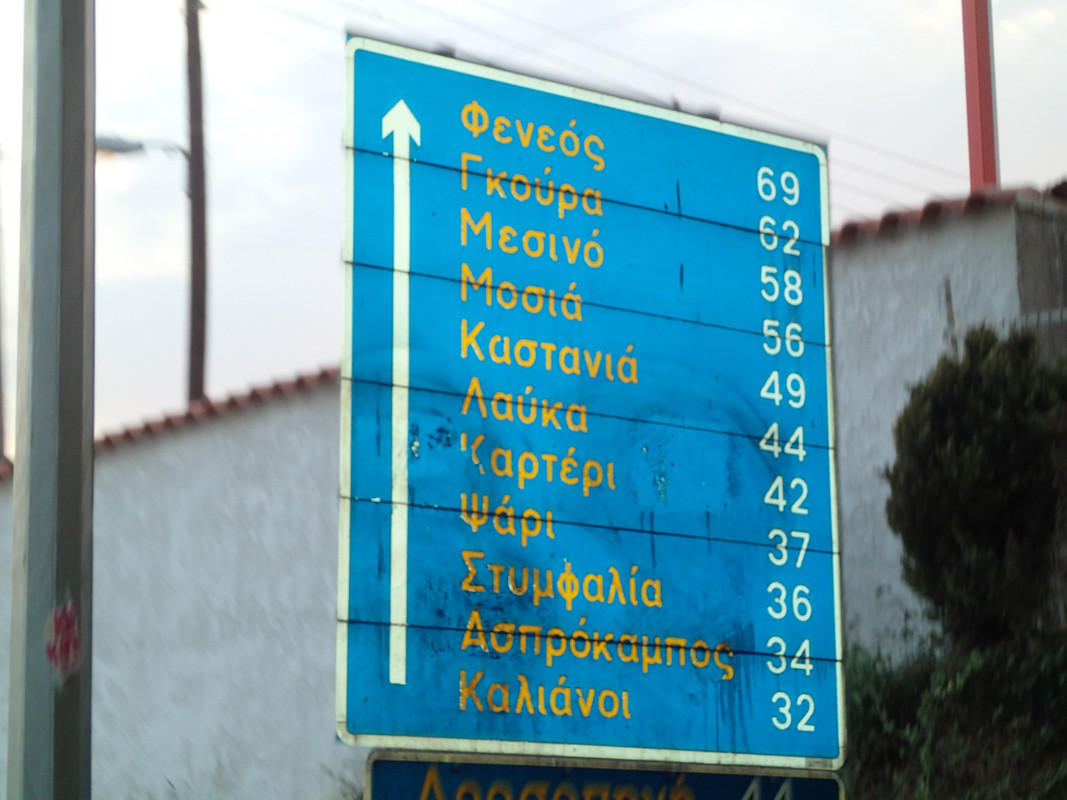 Φενεός 69
Γκούρα 62
Μεσινό 58
Μοσιά 56
Καστανιά 49
Λαύκα 44
Καρτέρι 42
Ψάρι 37
Στυμφαλία 36
Ασπρόκαμπος 34
Καλιάνοι 32
44